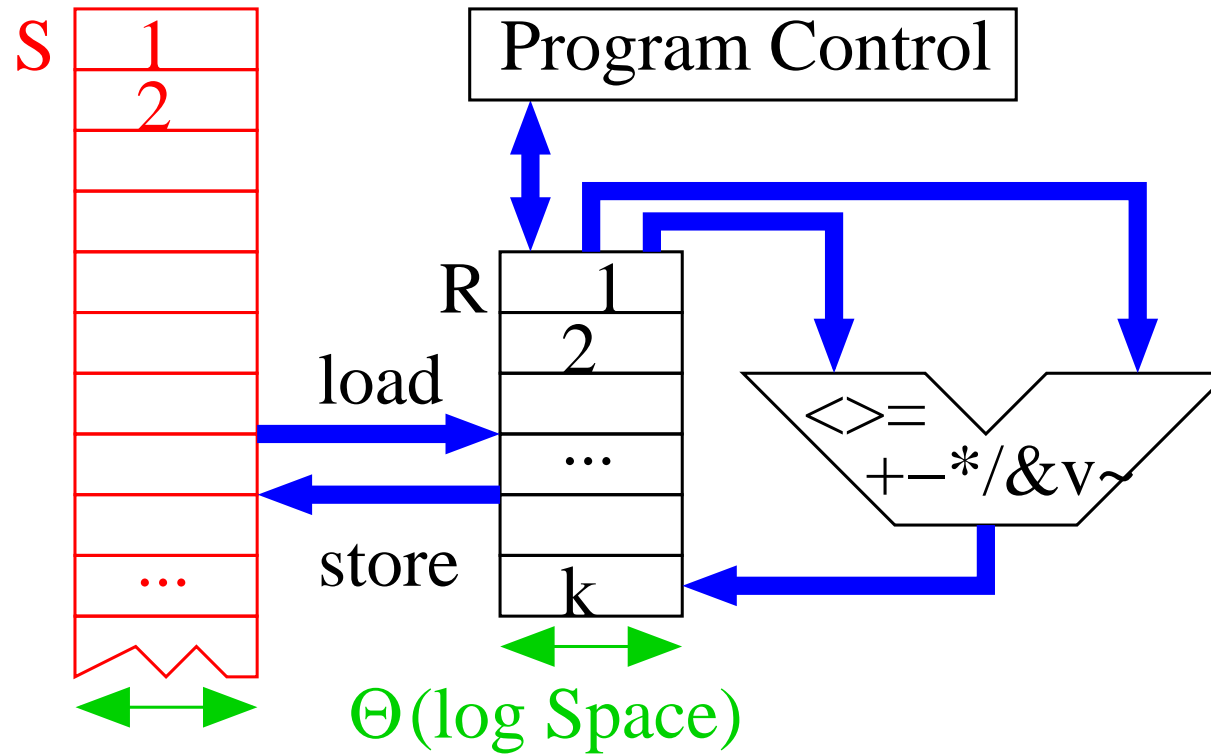 S
1
2
...
Program Control
R
1
2
...
k
load
store
<>=
+−*/&v~
Θ(log Space)